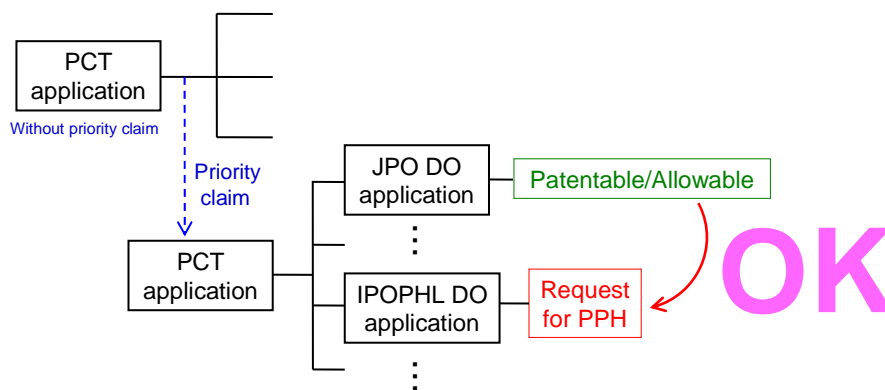 PCT
application
Without priority claim
Priority
claim
JPO DO
application
Patentable/Allowable
OK
PCT
application
IPOPHL DO
application
Request
for PPH